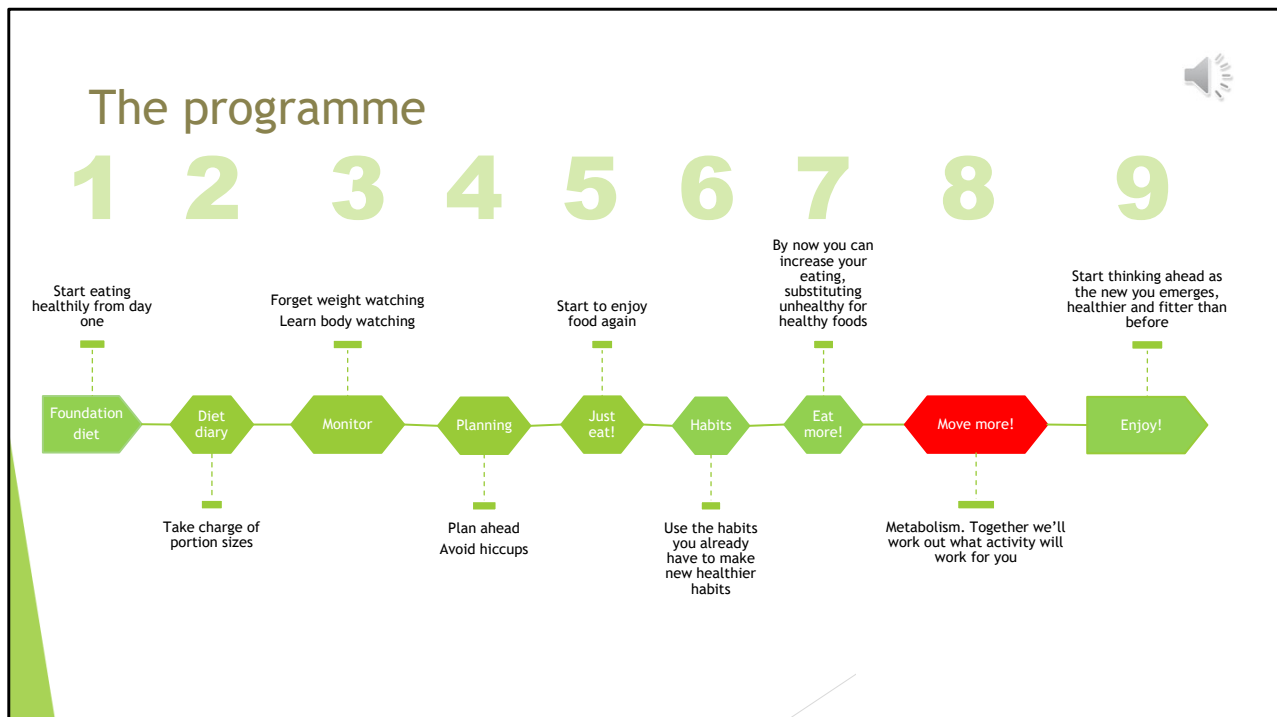 The programme
1 2 3 4 5 6 7 8 9
Start eating
healthily from day
one
Forget weight watching
Learn body watching
Start to enjoy
food again
By now you can
increase your
eating,
substituting
unhealthy for
healthy foods
Start thinking ahead as
the new you emerges,
healthier and fitter than
before
Foundation
diet
Diet
diary
Monitor
Planning
Just
eat!
Habits
Eat
more!
Move more!
Enjoy!
Take charge of
portion sizes
Plan ahead
Avoid hiccups
Use the habits
you already
have to make
new healthier
habits
Metabolism. Together we’ll
work out what activity will
work for you